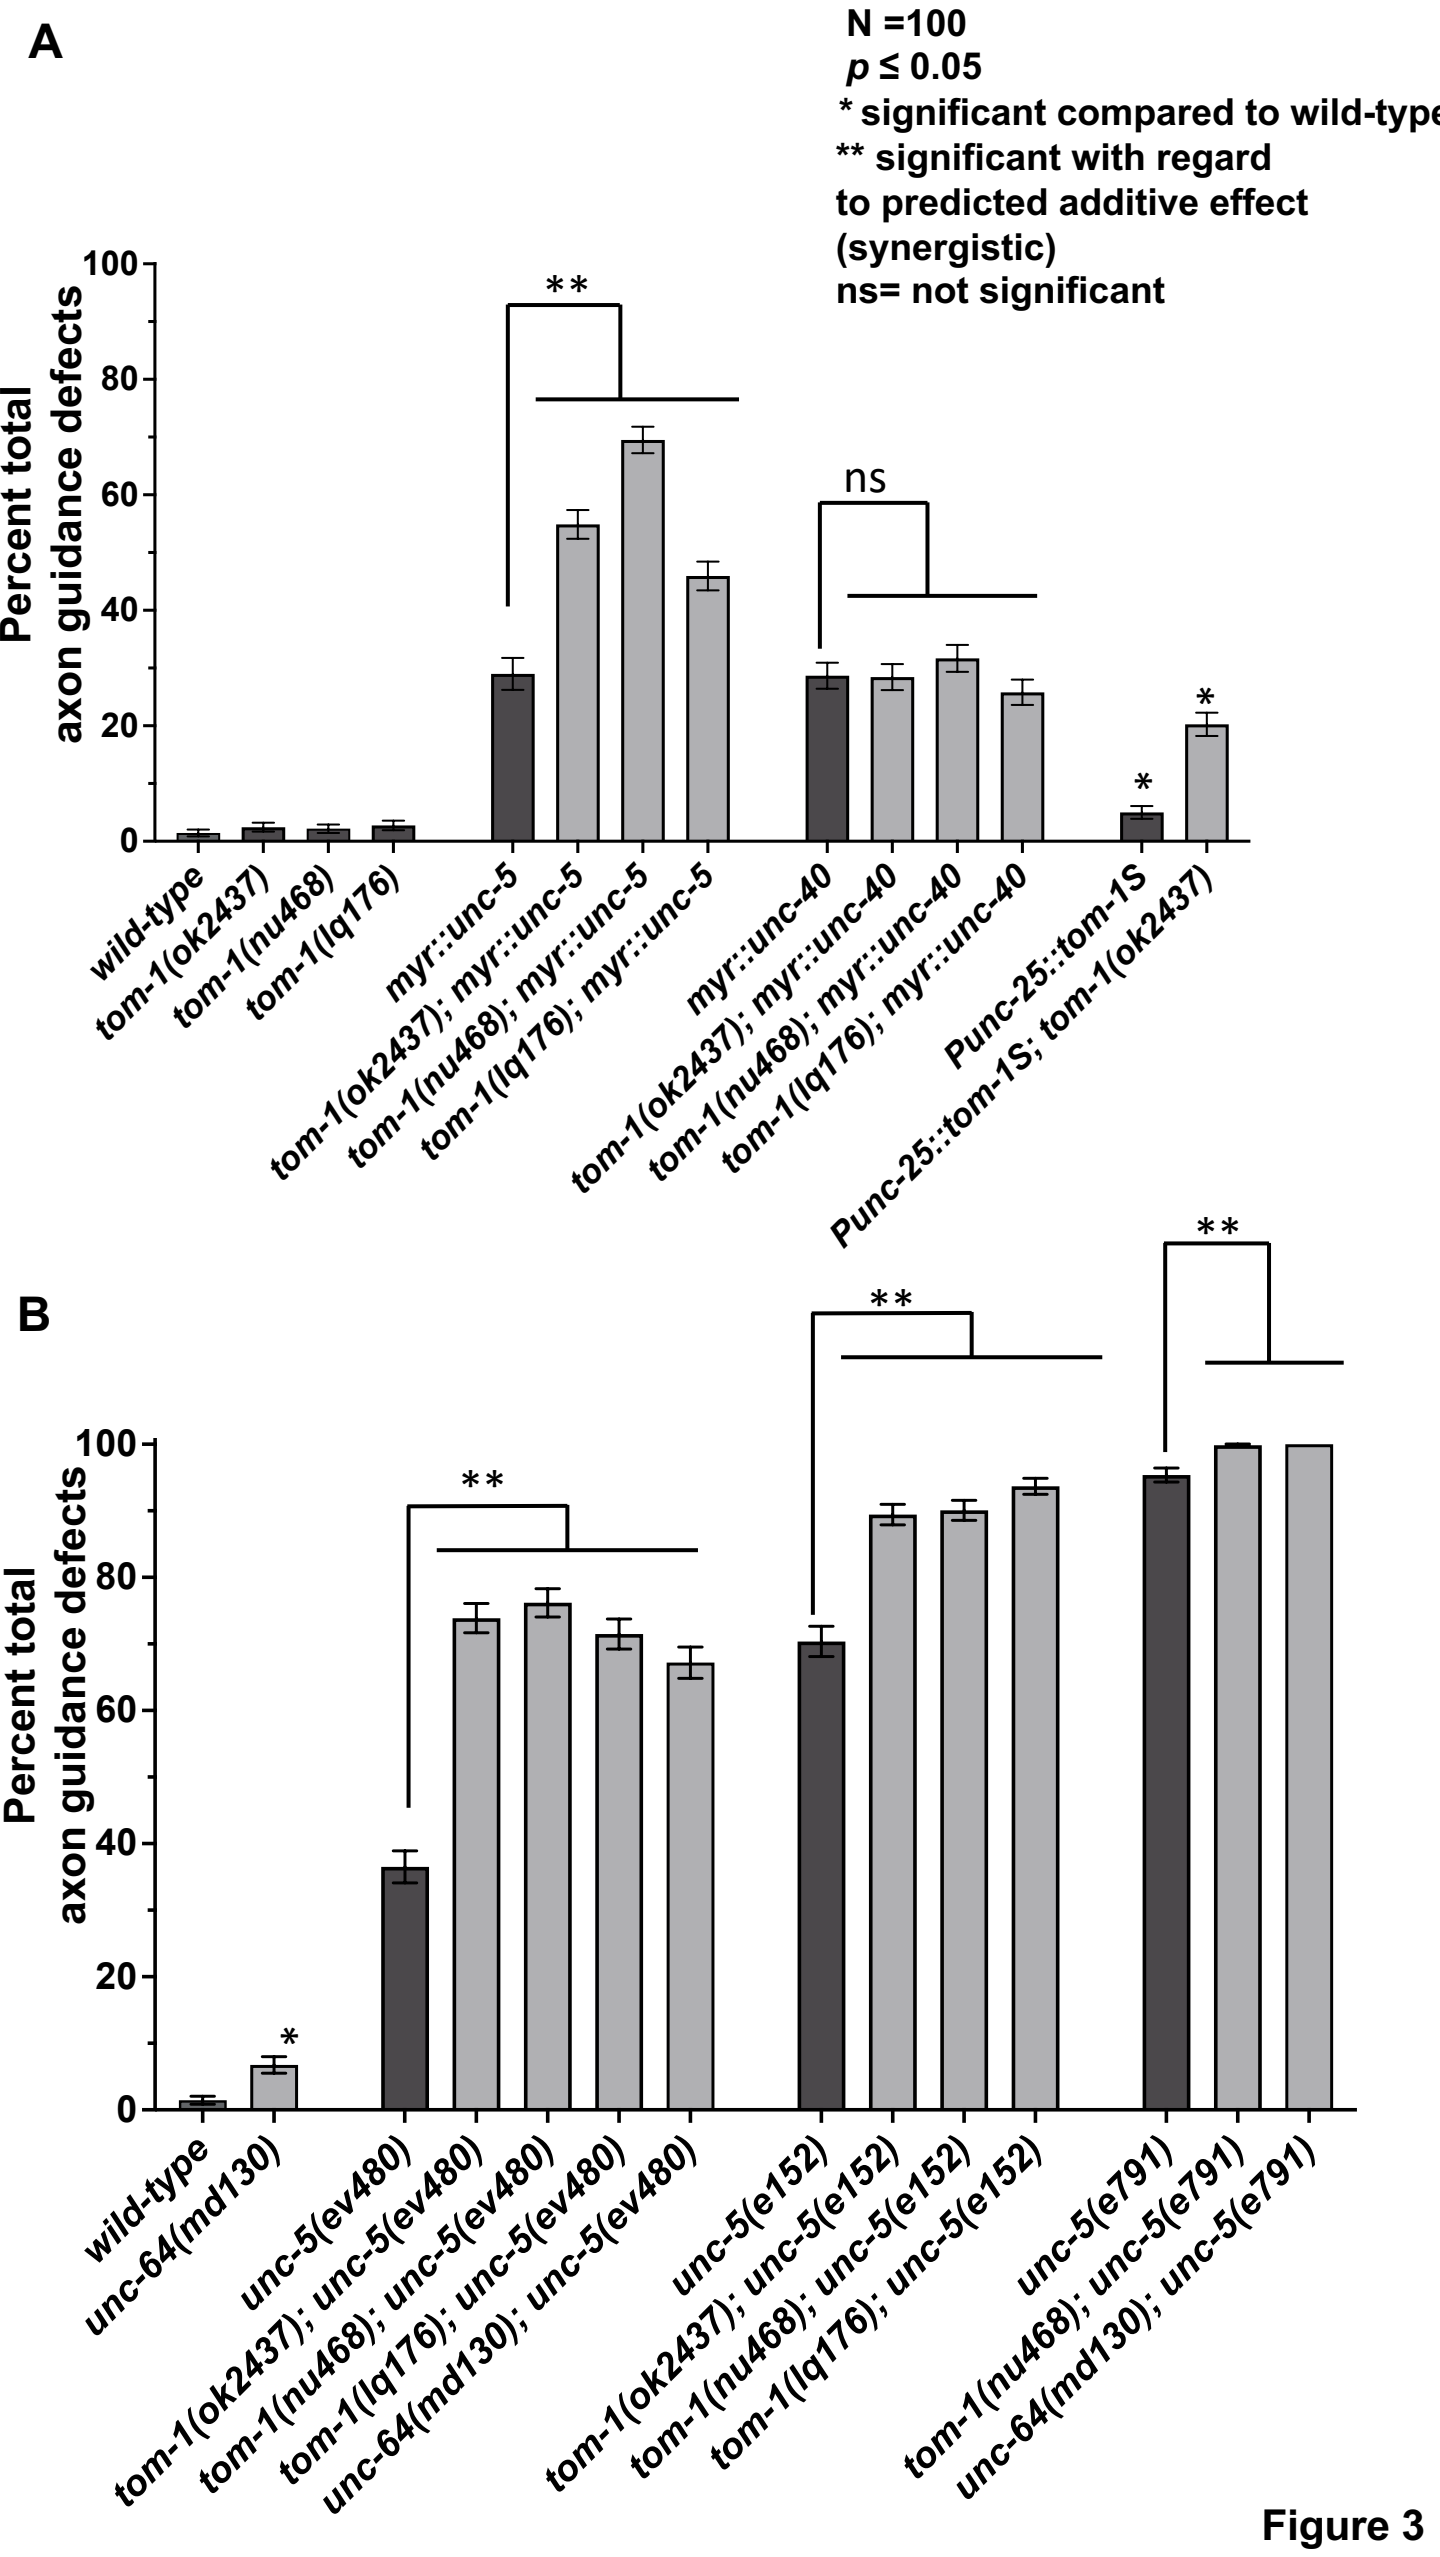 A
N =100
p ≤ 0.05
* significant compared to wild-type
** significant with regard
to predicted additive effect
(synergistic)
ns= not significant
Percent total
axon guidance defects
100
80
60
40
20
0
**
ns
*
*
wild-type
tom-1(ok2437)
tom-1(nu468)
tom-1(lq176)
myr::unc-5
tom-1(ok2437); myr::unc-5
tom-1(nu468); myr::unc-5
tom-1(lq176); myr::unc-5
myr::unc-40
tom-1(ok2437); myr::unc-40
tom-1(nu468); myr::unc-40
tom-1(lq176); myr::unc-40
Punc-25::tom-1S
Punc-25::tom-1S; tom-1(ok2437)
B
Percent total
axon guidance defects
100
80
60
40
20
0
*
**
**
**
wild-type
unc-64(md130)
unc-5(ev480)
tom-1(ok2437); unc-5(ev480)
tom-1(nu468); unc-5(ev480)
tom-1(lq176); unc-5(ev480)
unc-64(md130); unc-5(ev480)
unc-5(e152)
tom-1(ok2437); unc-5(e152)
tom-1(nu468); unc-5(e152)
tom-1(lq176); unc-5(e152)
unc-5(e791)
tom-1(nu468); unc-5(e791)
unc-64(md130); unc-5(e791)
Figure 3